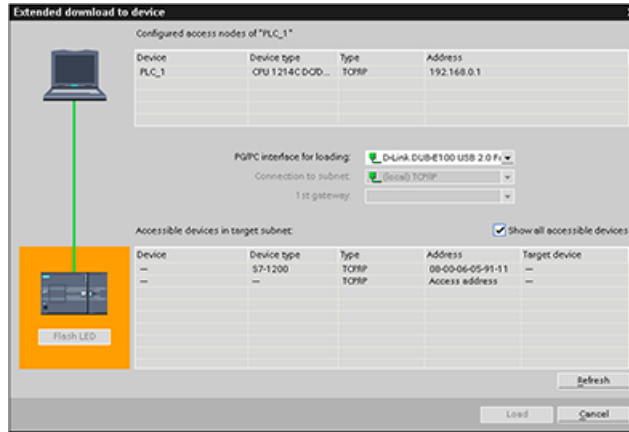 Extended download to device
Configured access nodes of "PLC_1"
Device Device type Type Address
PLC_1 CPU 1214C DC/D... TCP/IP 192.168.0.1
PG/PC interface for loading: D-Link DUB-E100 USB 2.0 Fa
Connection to subnet: (local) TCP/IP
1st gateway:
Accessible devices in target subnet: Show all accessible devices
Device Device type Type Address Target device
— S7-1200 TCP/IP 08-00-06-05-91-11 —
— — TCP/IP Access address —
Flash LED
Refresh
Load Cancel